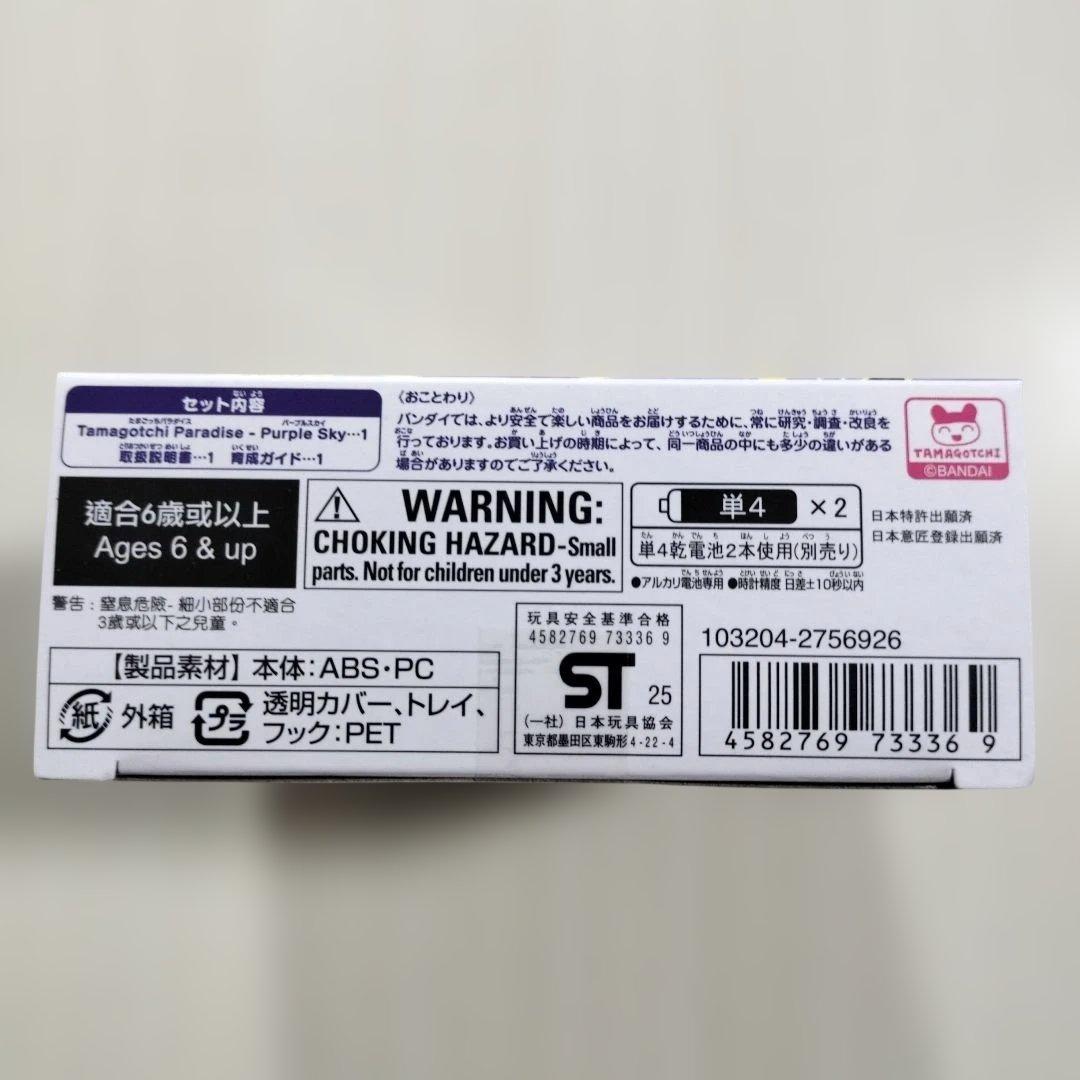 セット内容
Tamagotchi Paradise - Purple Sky…1
取扱説明書…1 育成ガイド…1
〈おことわり〉
バンダイでは、より安全で楽しい商品をお届けするために、常に研究・調査・改良を
行っております。お買い上げの時期によって、同一商品の中にも多少の違いがある
場合がありますのでご了承ください。
TAMAGOTCHI
©BANDAI
適合6歲或以上
Ages 6 & up
WARNING:
CHOKING HAZARD-Small
parts. Not for children under 3 years.
単4 ×2
単4乾電池2本使用(別売り)
●アルカリ電池専用 ●時計精度 日差±10秒以内
日本特許出願済
日本意匠登録出願済
警告：窒息危險- 細小部份不適合
3歲或以下之兒童。
【製品素材】本体：ABS・PC
紙 外箱 プラ 透明カバー、トレイ、
フック：PET
玩具安全基準合格
4582769 73336 9
ST 25
(一社) 日本玩具協会
東京都墨田区東駒形4-22-4
103204-2756926
4582769 73336 9